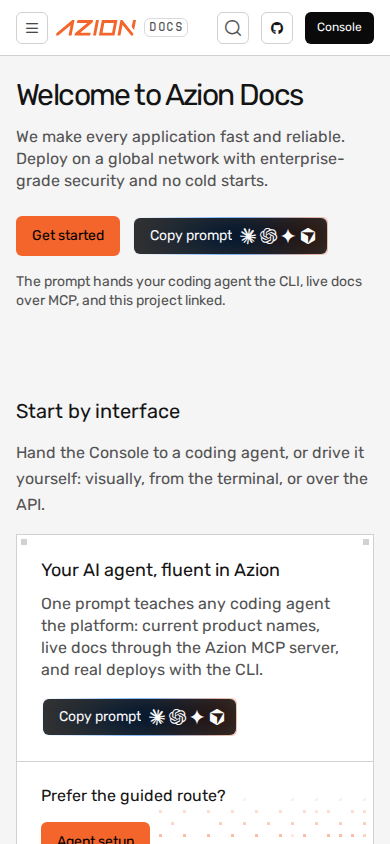 AZION DOCS Console
Welcome to Azion Docs
We make every application fast and reliable.
Deploy on a global network with enterprise-
grade security and no cold starts.
Get started Copy prompt
The prompt hands your coding agent the CLI, live docs
over MCP, and this project linked.
Start by interface
Hand the Console to a coding agent, or drive it
yourself: visually, from the terminal, or over the
API.
Your AI agent, fluent in Azion
One prompt teaches any coding agent
the platform: current product names,
live docs through the Azion MCP server,
and real deploys with the CLI.
Copy prompt
Prefer the guided route?
Agent setup